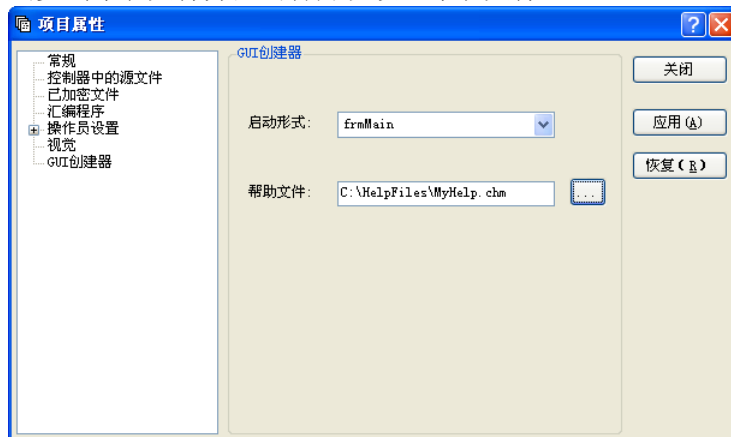 项目属性
常规
控制器中的源文件
已加密文件
汇编程序
操作员设置
视觉
GUI创建器
GUI创建器
启动形式:
frmMain
帮助文件:
C:\HelpFiles\MyHelp.chm
...
关闭
应用(A)
恢复(R)